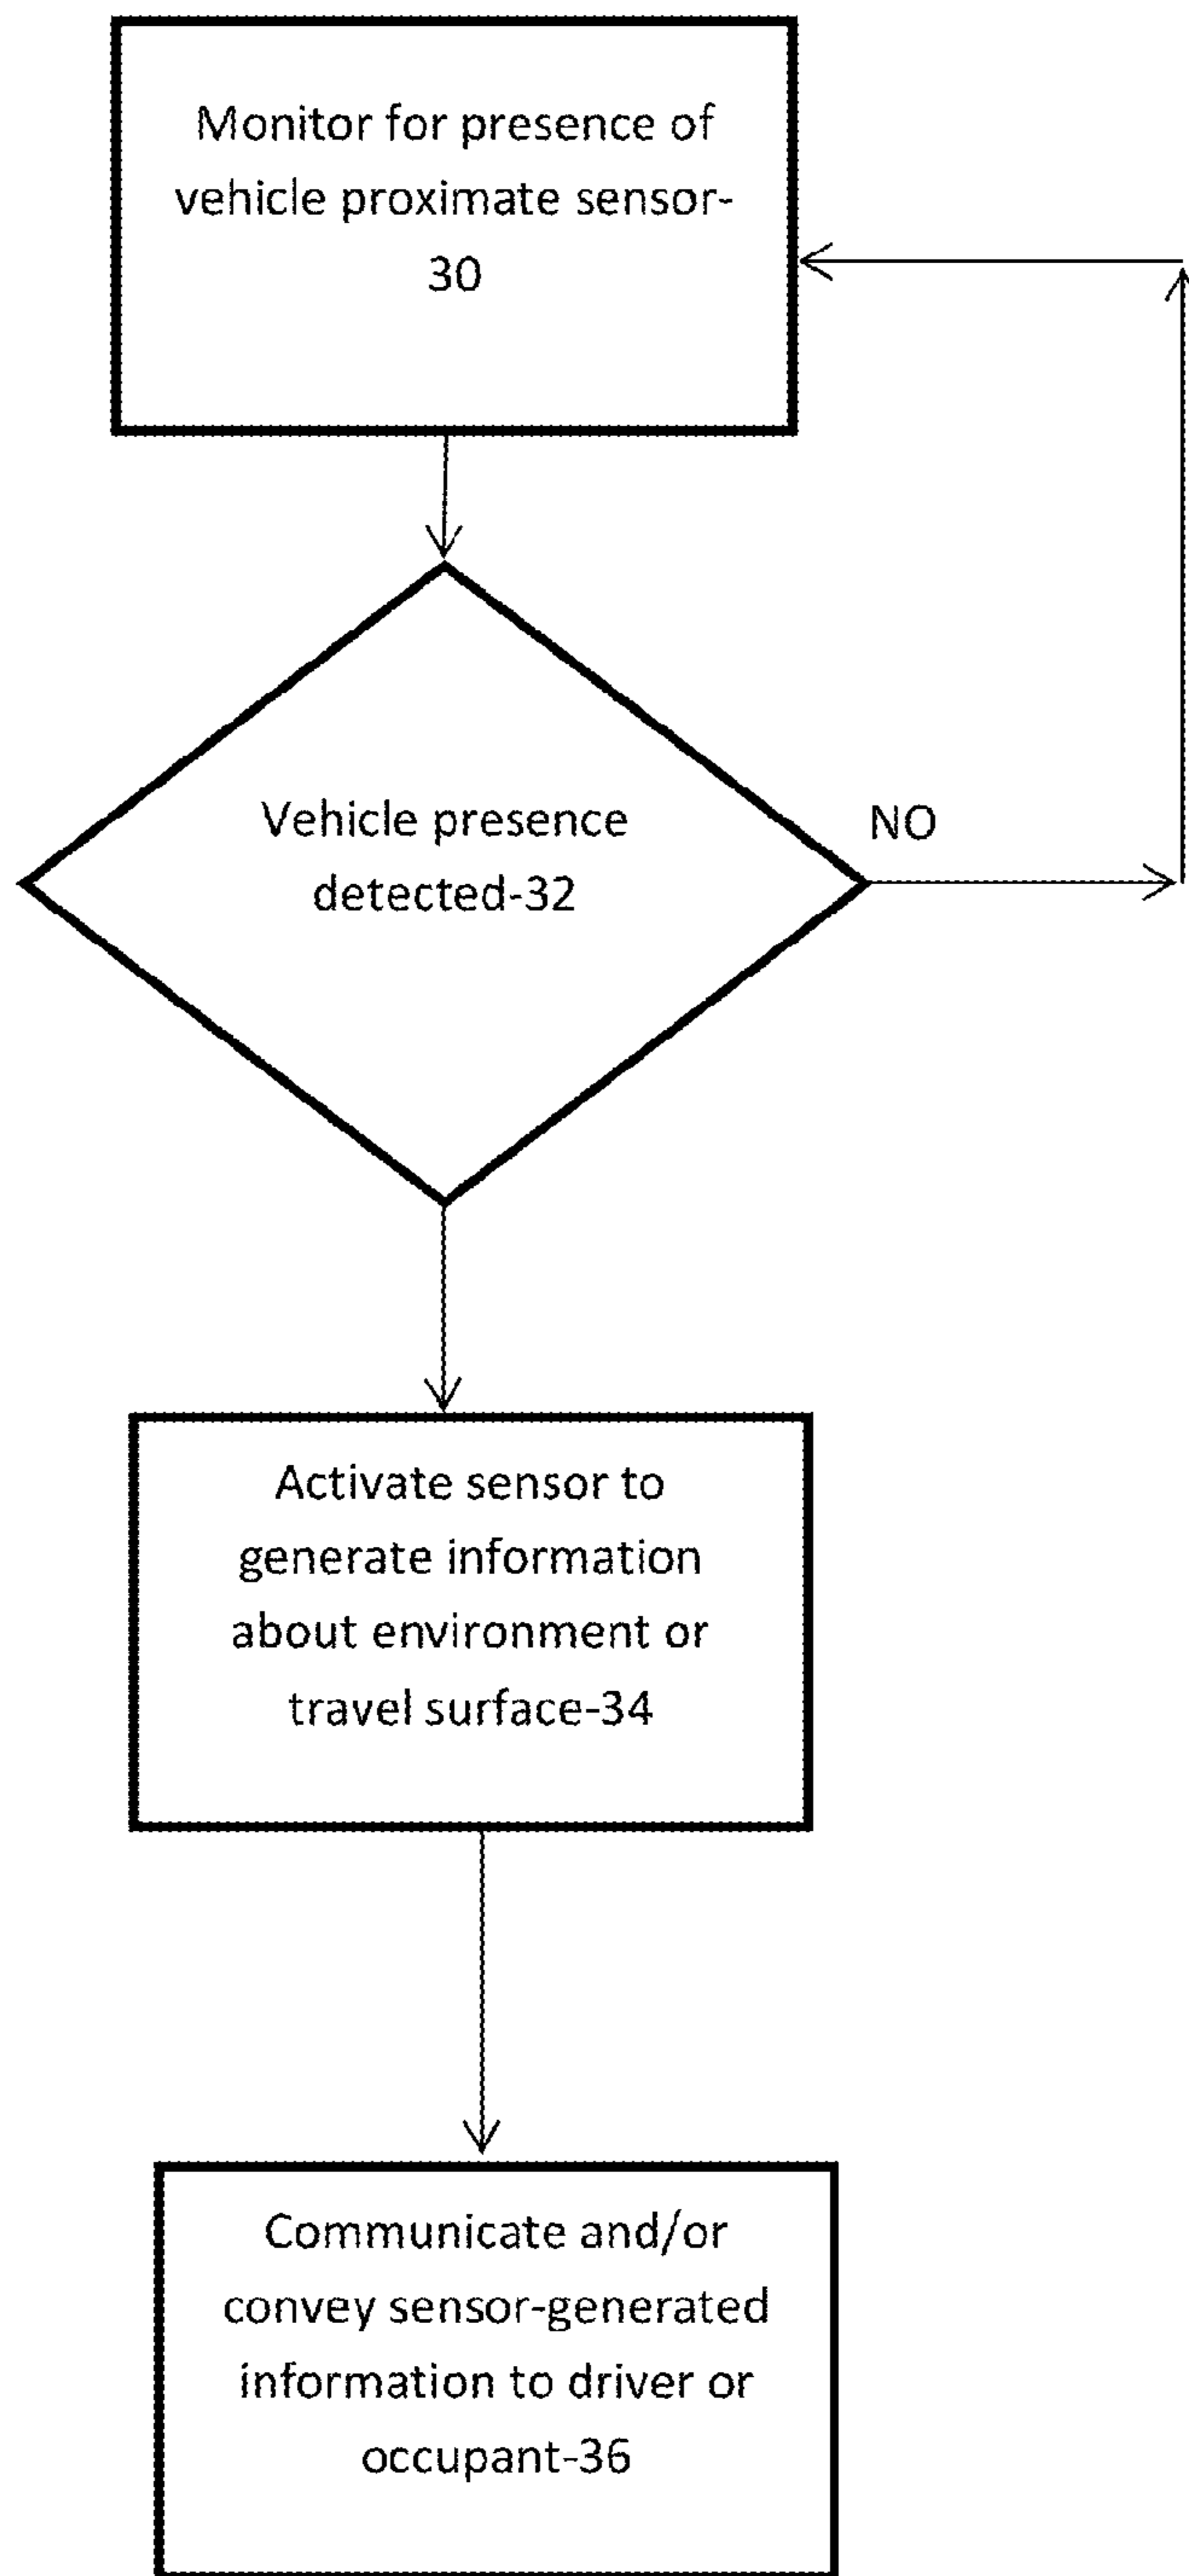 Monitor for presence of
vehicle proximate sensor-
30
Vehicle presence
detected-32
NO
Activate sensor to
generate information
about environment or
travel surface-34
Communicate and/or
convey sensor-generated
information to driver or
occupant-36